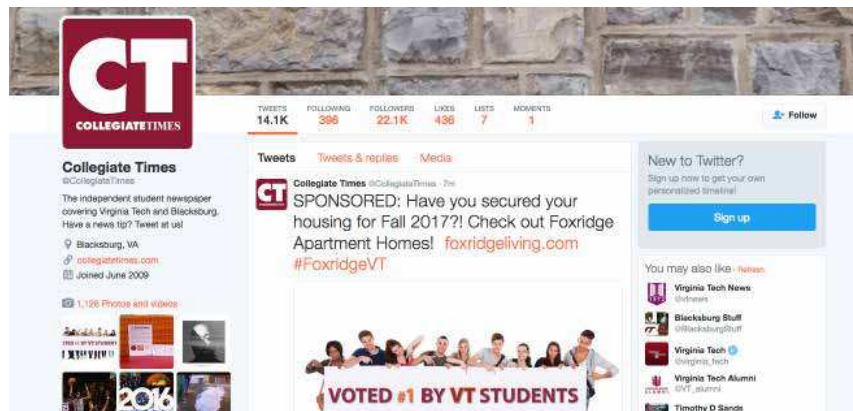 CT
COLLEGIATETIMES
TWEETS
14.1K
FOLLOWING
396
FOLLOWERS
22.1K
LIKES
436
LISTS
7
MOMENTS
1
Follow
Collegiate Times
@CollegiateTimes
The independent student newspaper
covering Virginia Tech and Blacksburg.
Have a news tip? Tweet at us!
Blacksburg, VA
collegiatetimes.com
Joined June 2009
1,126 Photos and videos
2016
Tweets Tweets & replies Media
CT
Collegiate Times @CollegiateTimes · 7m
SPONSORED: Have you secured your
housing for Fall 2017?! Check out Foxridge
Apartment Homes! foxridgeliving.com
#FoxridgeVT
VOTED #1 BY VT STUDENTS
New to Twitter?
Sign up now to get your own
personalized timeline!
Sign up
You may also like · Refresh
Virginia Tech News
@vtnews
Blacksburg Stuff
@BlacksburgStuff
Virginia Tech
@virginia_tech
Virginia Tech Alumni
@VT_alumni
Timothy D Sands